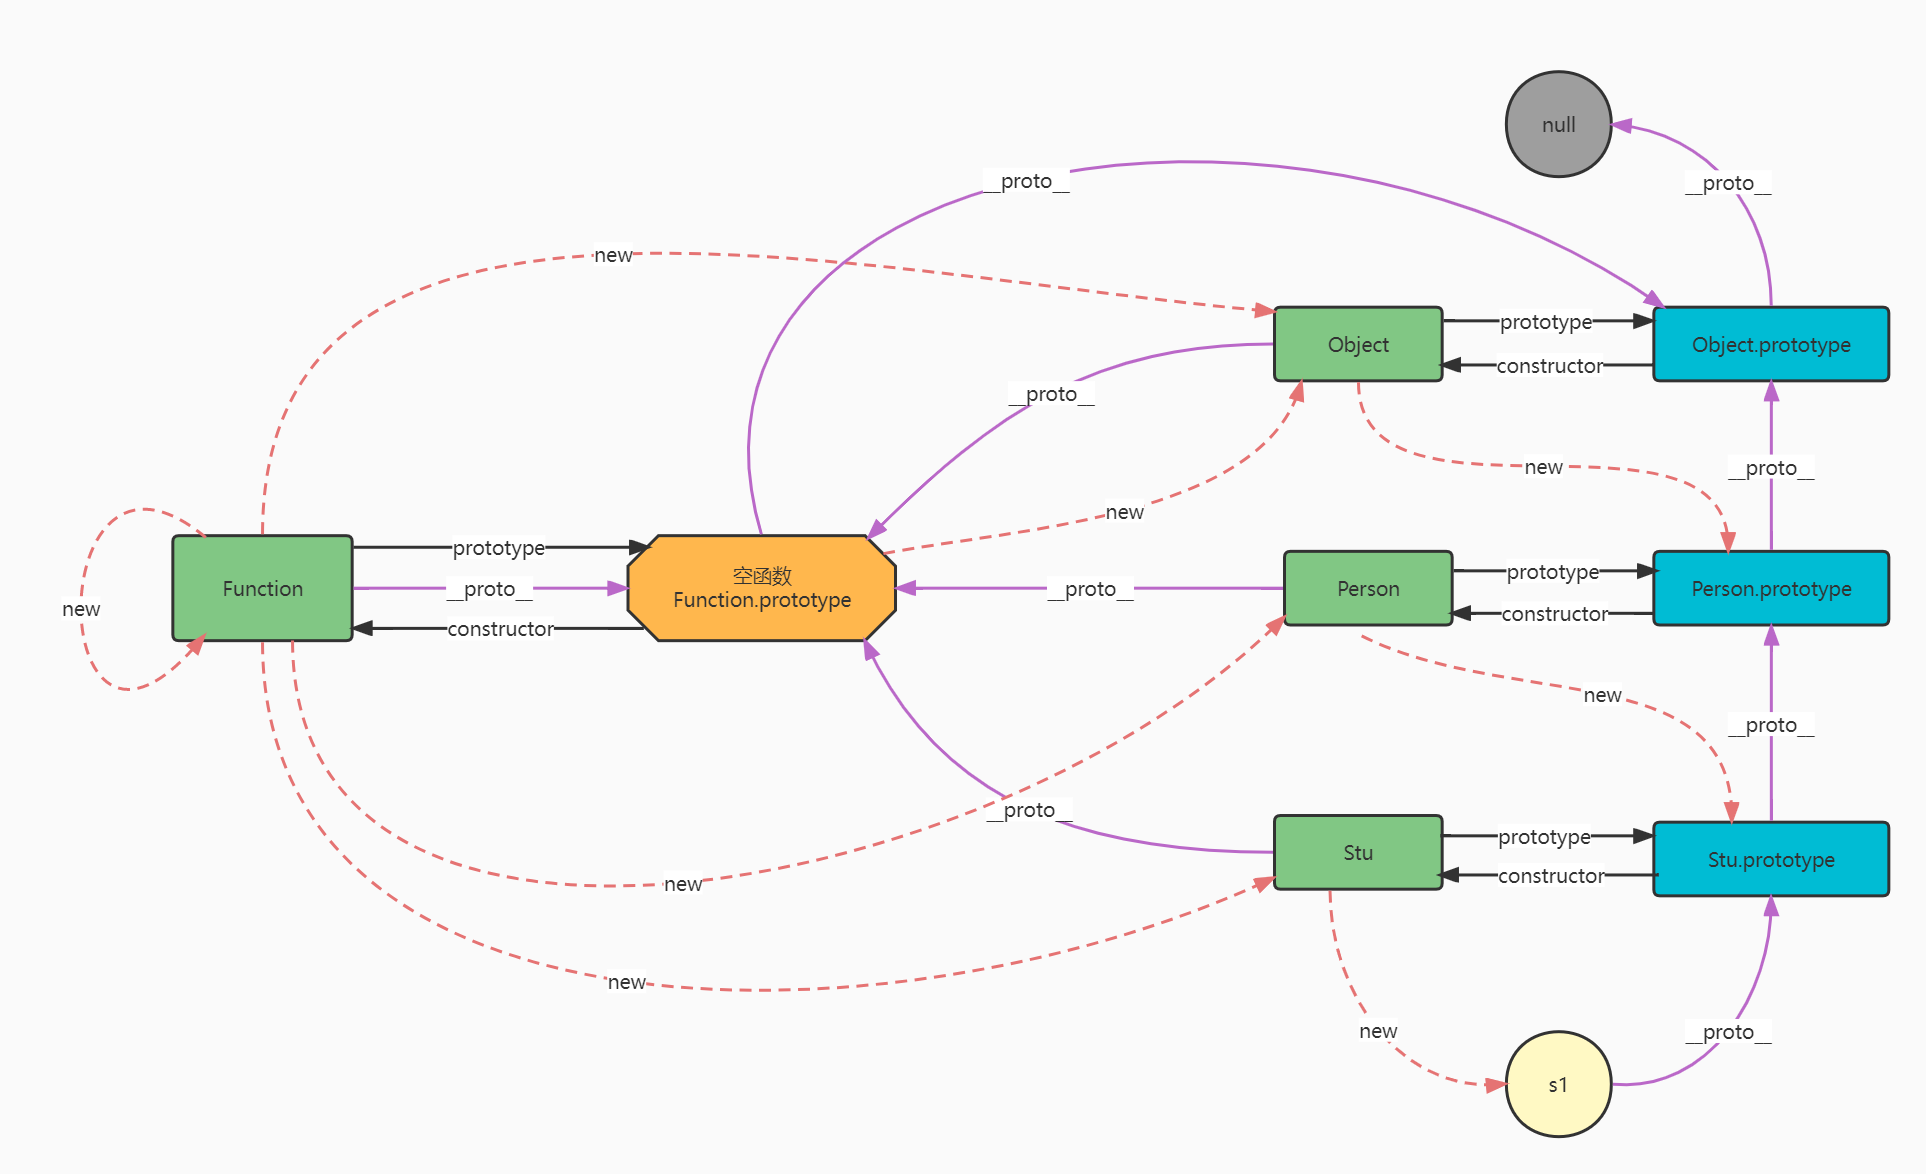 null
__proto__
__proto__
new
prototype
Object
Object.prototype
constructor
__proto__
new
__proto__
new
prototype
空函数
Function.prototype
Function
__proto__
constructor
new
__proto__
Person
prototype
Person.prototype
constructor
new
__proto__
__proto__
prototype
Stu
Stu.prototype
constructor
new
new
new
__proto__
s1